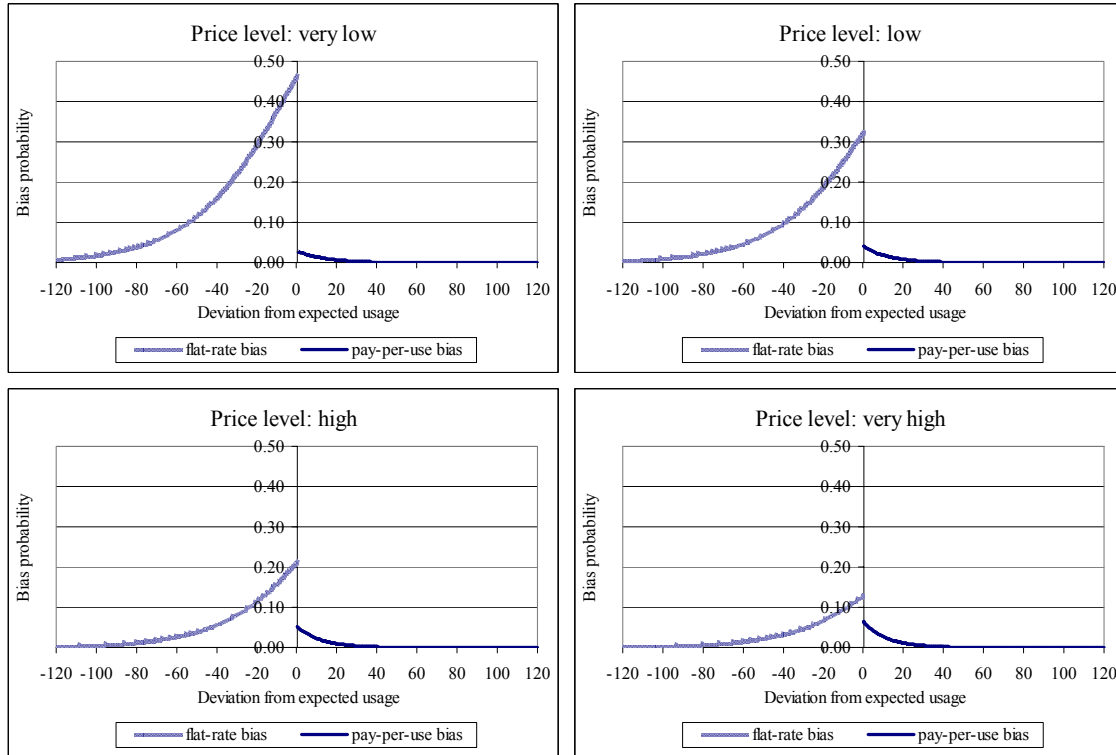 Price level: very low
Bias probability
0.50
0.40
0.30
0.20
0.10
0.00
-120 -100 -80 -60 -40 -20 0 20 40 60 80 100 120
Deviation from expected usage
flat-rate bias pay-per-use bias
Price level: low
Bias probability
0.50
0.40
0.30
0.20
0.10
0.00
-120 -100 -80 -60 -40 -20 0 20 40 60 80 100 120
Deviation from expected usage
flat-rate bias pay-per-use bias
Price level: high
Bias probability
0.50
0.40
0.30
0.20
0.10
0.00
-120 -100 -80 -60 -40 -20 0 20 40 60 80 100 120
Deviation from expected usage
flat-rate bias pay-per-use bias
Price level: very high
Bias probability
0.50
0.40
0.30
0.20
0.10
0.00
-120 -100 -80 -60 -40 -20 0 20 40 60 80 100 120
Deviation from expected usage
flat-rate bias pay-per-use bias